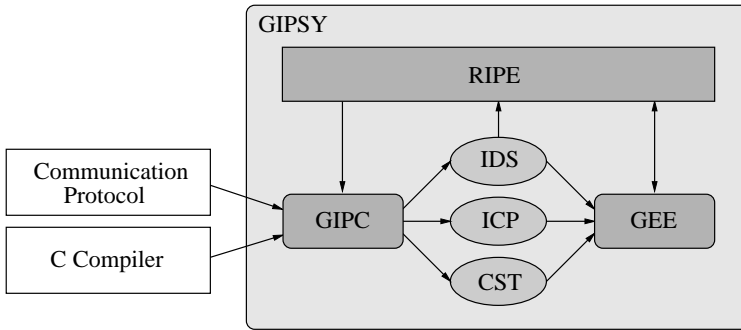 GIPSY
RIPE
IDS
Communication
Protocol
GIPC
ICP
GEE
C Compiler
CST